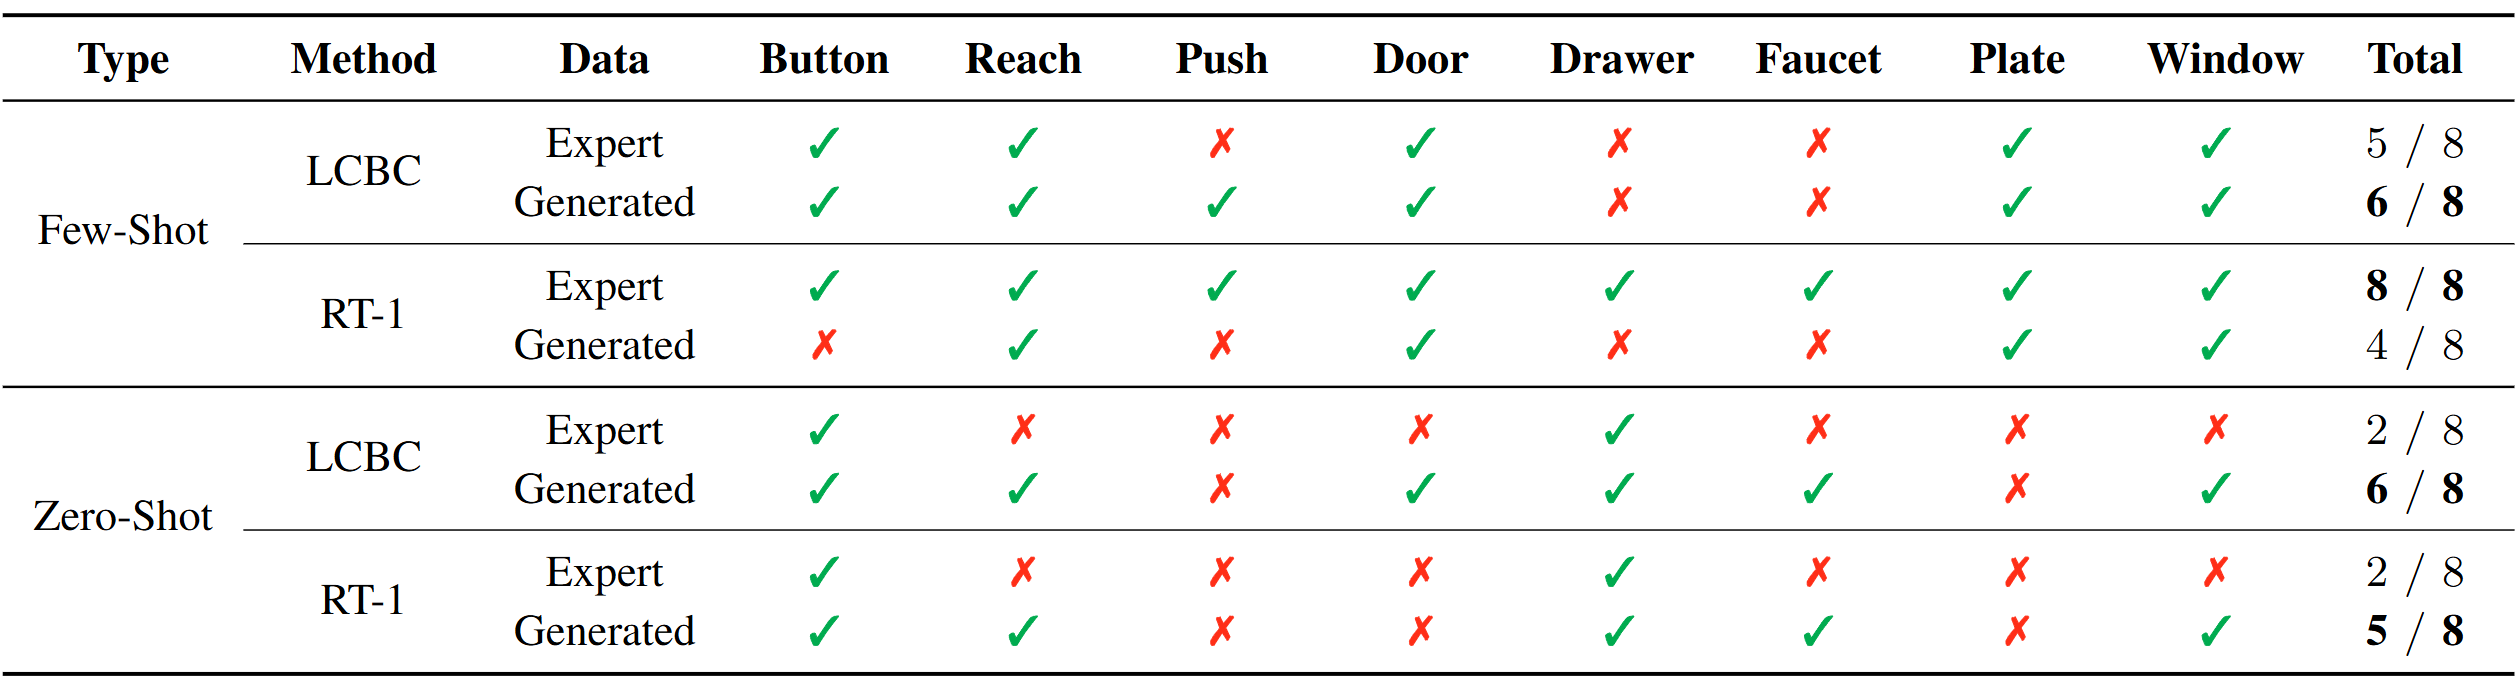 Type Method Data Button Reach Push Door Drawer Faucet Plate Window Total
Few-Shot LCBC Expert ✓ ✓ ✗ ✓ ✗ ✗ ✓ ✓ 5 / 8
Generated ✓ ✓ ✓ ✓ ✗ ✗ ✓ ✓ 6 / 8
RT-1 Expert ✓ ✓ ✓ ✓ ✓ ✓ ✓ ✓ 8 / 8
Generated ✗ ✓ ✗ ✓ ✗ ✗ ✓ ✓ 4 / 8
Zero-Shot LCBC Expert ✓ ✗ ✗ ✗ ✓ ✗ ✗ ✗ 2 / 8
Generated ✓ ✓ ✗ ✓ ✓ ✓ ✗ ✓ 6 / 8
RT-1 Expert ✓ ✗ ✗ ✗ ✓ ✗ ✗ ✗ 2 / 8
Generated ✓ ✓ ✗ ✗ ✓ ✓ ✗ ✓ 5 / 8